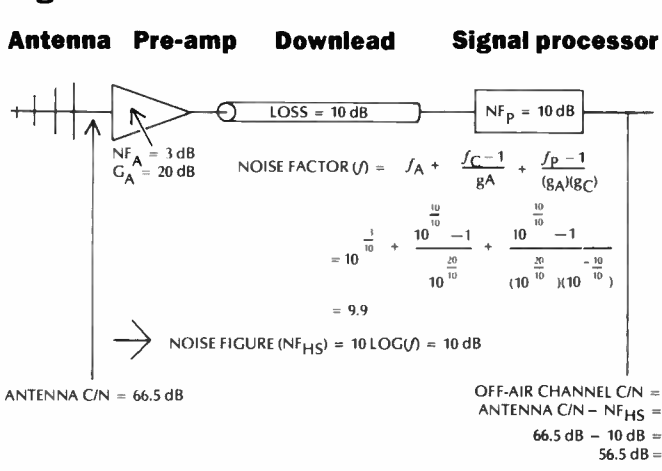 Antenna Pre-amp Downlead Signal processor
LOSS = 10 dB
NF_P = 10 dB
NF_A = 3 dB
G_A = 20 dB
NOISE FACTOR (f) = f_A + (f_C − 1)/g_A + (f_P − 1)/((g_A)(g_C))
= 10^(3/10) + (10^(10/10) − 1)/(10^(20/10)) + (10^(10/10) − 1)/((10^(20/10))(10^(−10/10)))
= 9.9
NOISE FIGURE (NF_HS) = 10 LOG(f) = 10 dB
ANTENNA C/N = 66.5 dB
OFF-AIR CHANNEL C/N =
ANTENNA C/N − NF_HS =
66.5 dB − 10 dB =
56.5 dB =